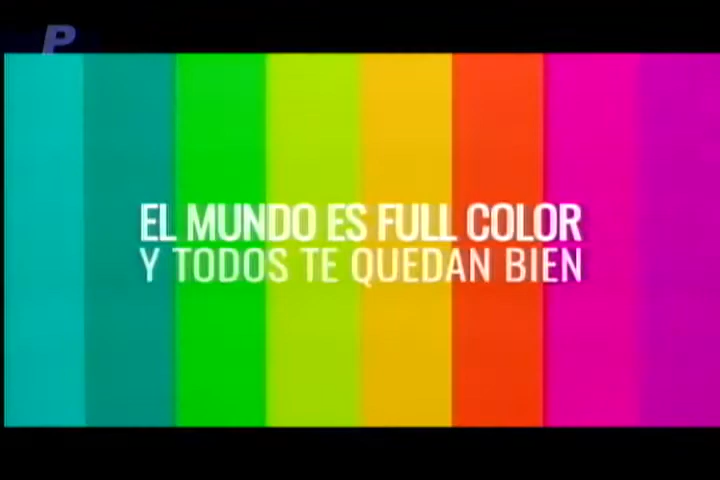 P
EL MUNDO ES FULL COLOR
Y TODOS TE QUEDAN BIEN